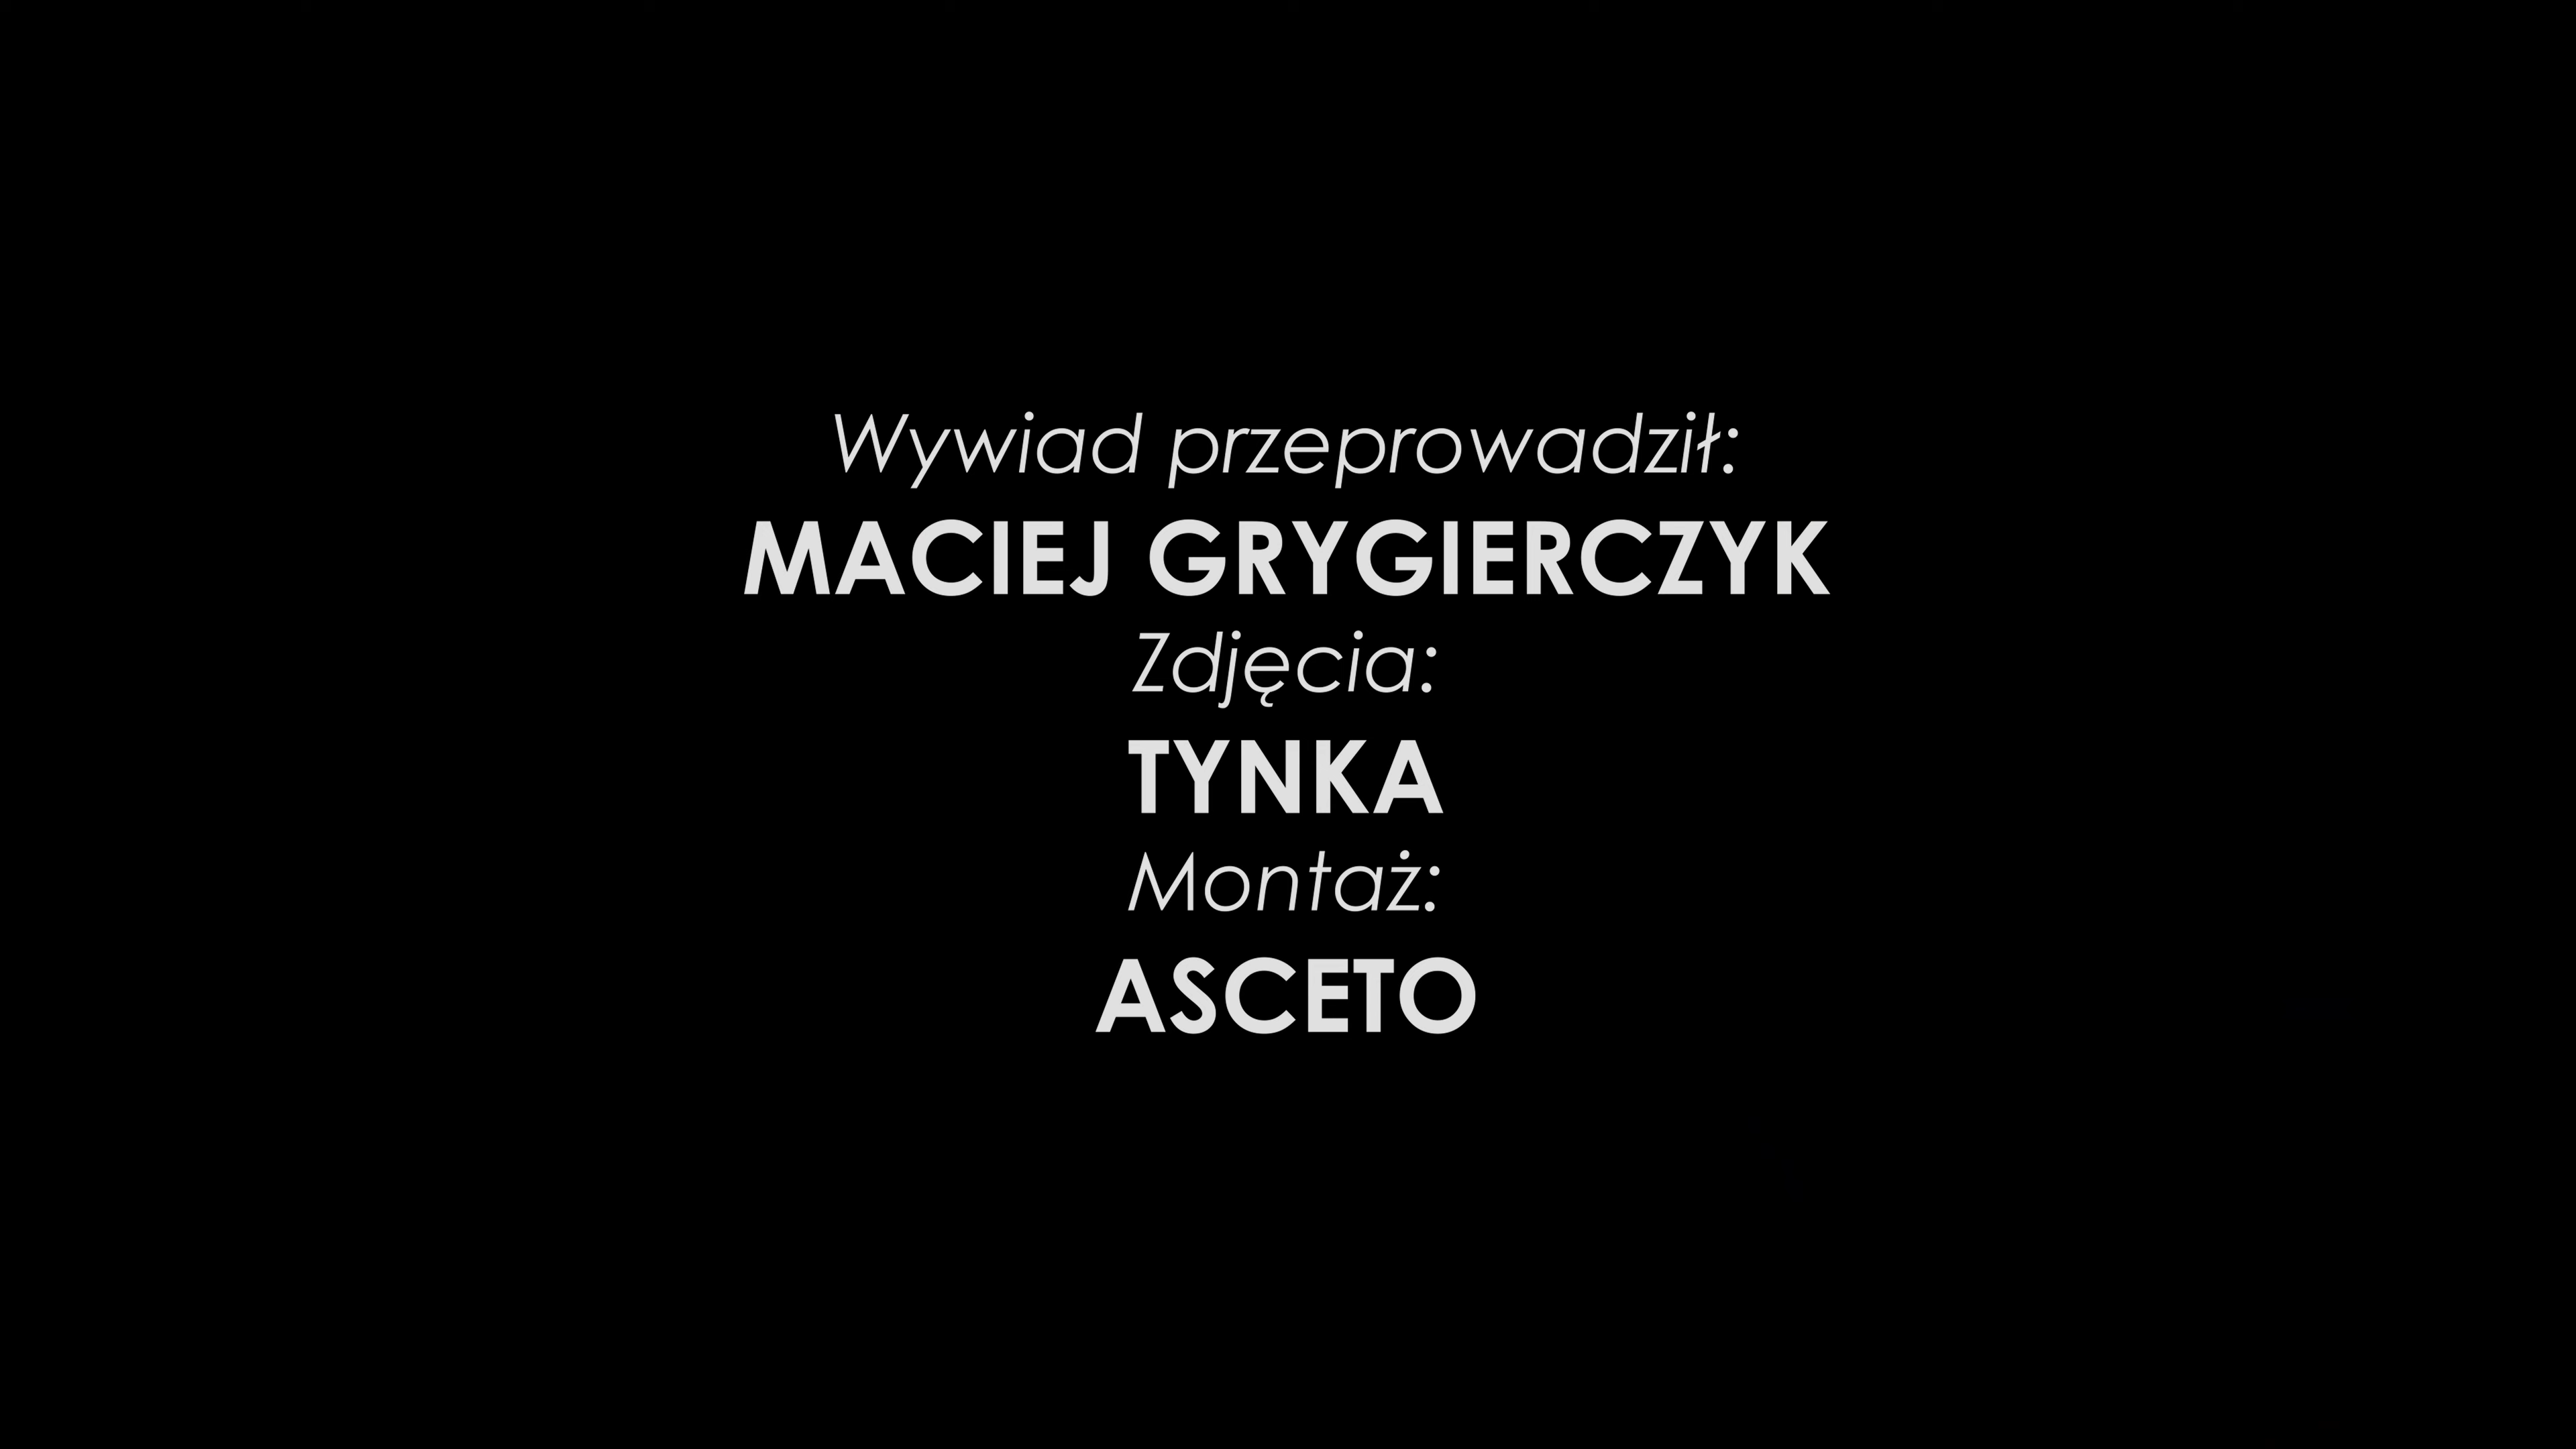 Wywiad przeprowadził:
MACIEJ GRYGIERCZYK
Zdjęcia:
TYNKA
Montaż:
ASCETO